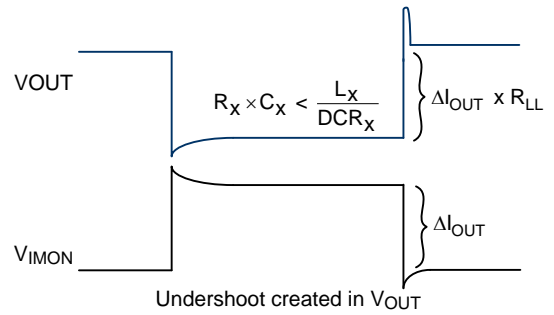 VOUT
Rx × Cx < Lx / DCRx
ΔIOUT x RLL
VIMON
ΔIOUT
Undershoot created in VOUT